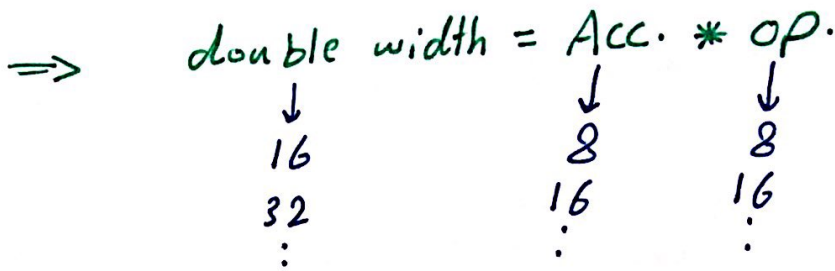 ⇒ double width = Acc. * op.
↓ ↓ ↓
16 8 8
32 16 16
⋮ ⋮ ⋮